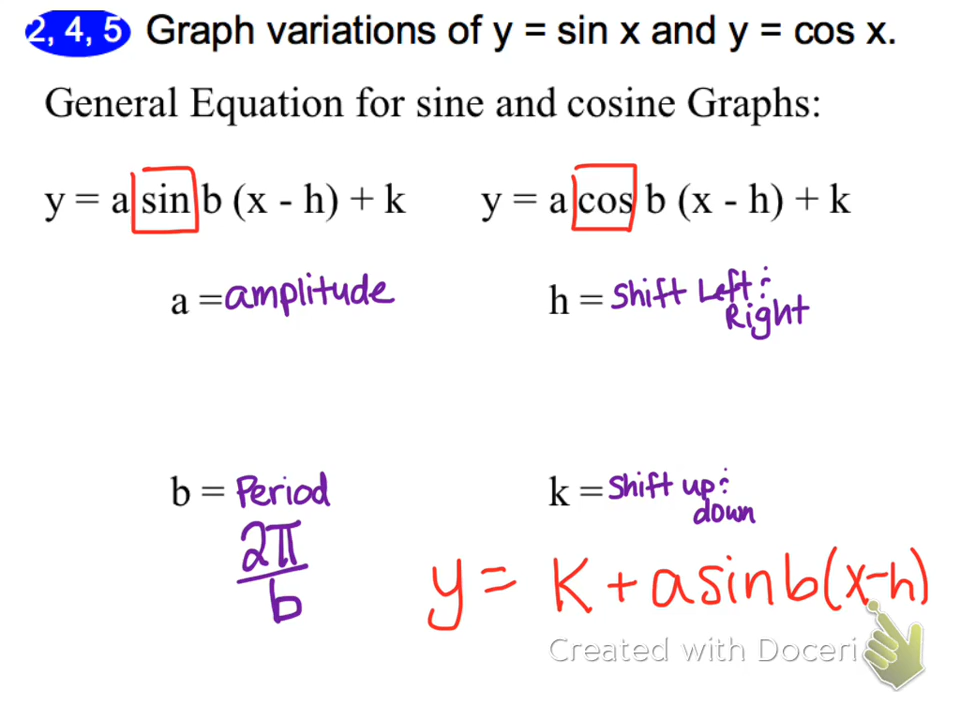 2, 4, 5 Graph variations of y = sin x and y = cos x.
General Equation for sine and cosine Graphs:
y = a sin b (x - h) + k
y = a cos b (x - h) + k
a = amplitude
h = Shift Left :
Right
b = Period
2π
b
k = Shift up :
down
y = K + a sin b(x-h)
Created with Doceri